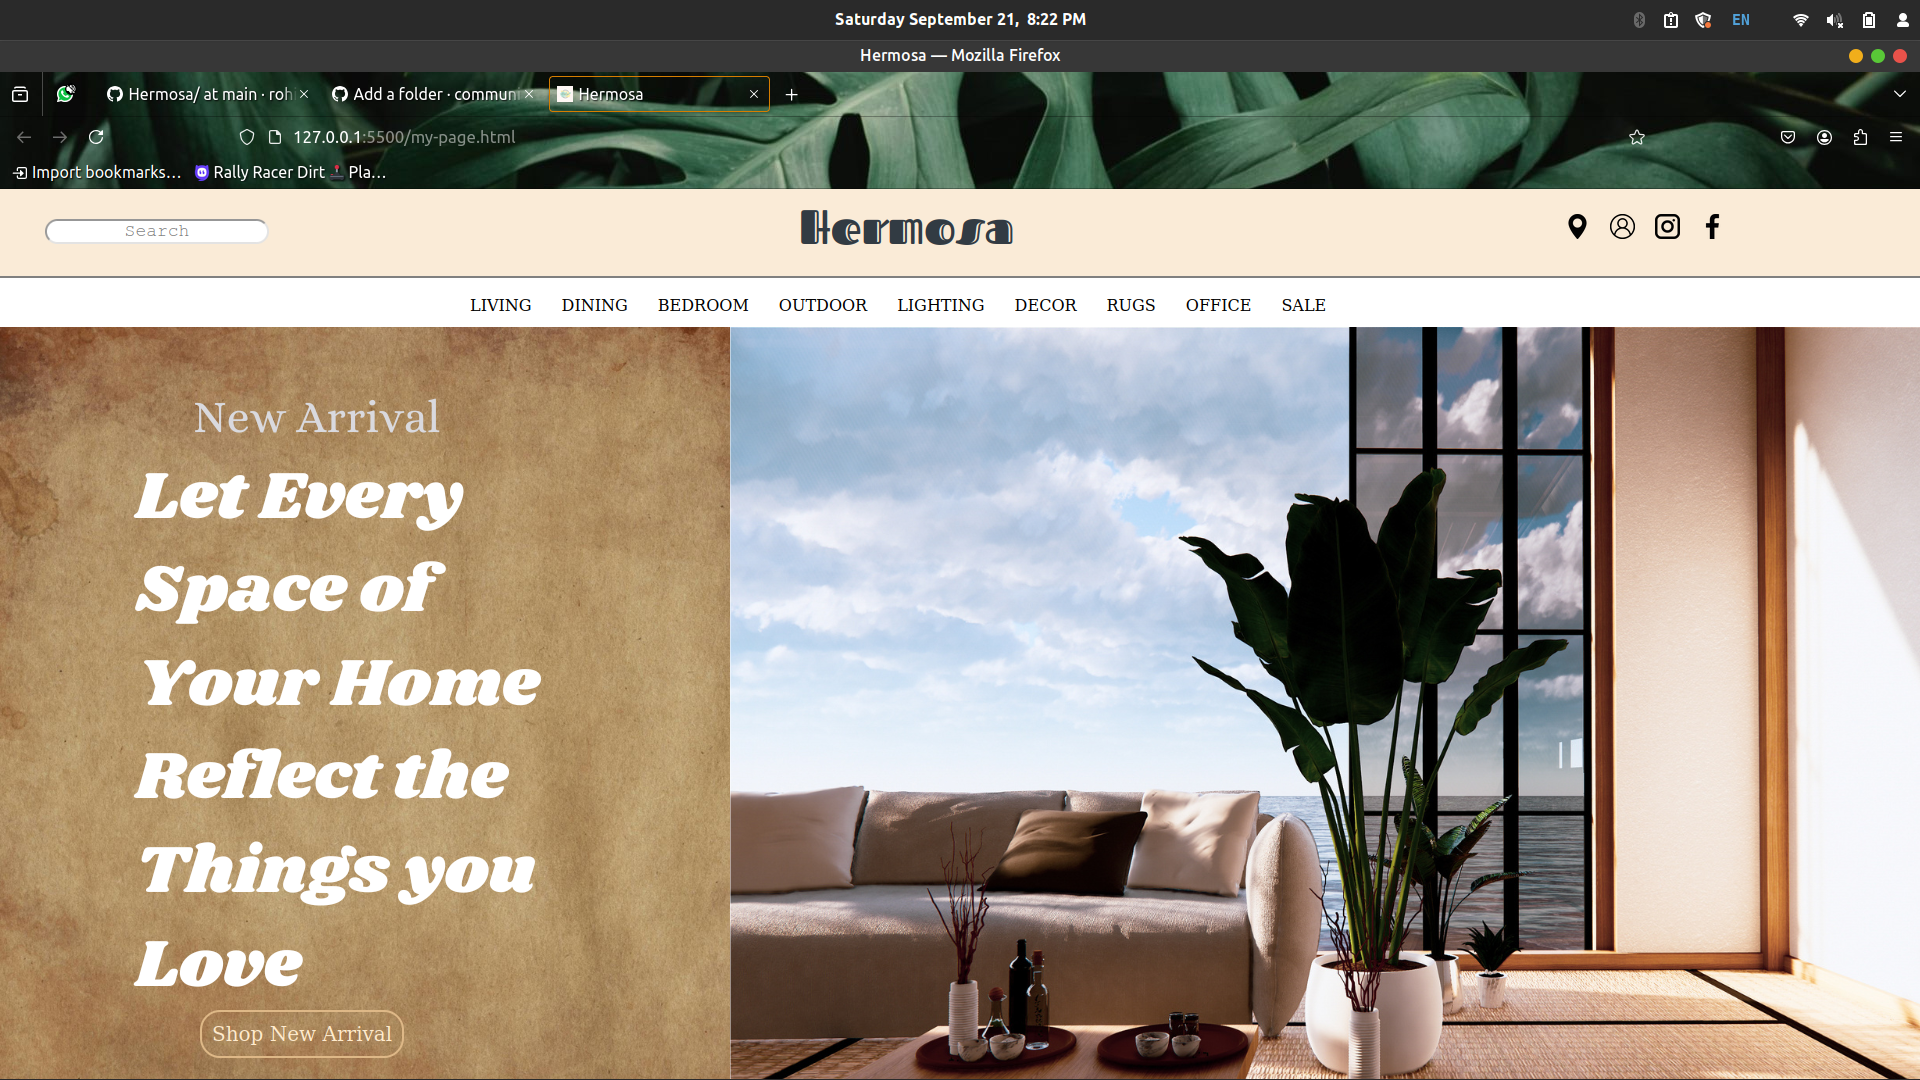 Saturday September 21, 8:22 PM
EN
Hermosa — Mozilla Firefox
Hermosa/ at main · roh
Add a folder · commun
Hermosa
127.0.0.1:5500/my-page.html
Import bookmarks...
Rally Racer Dirt 🕹️ Pla...
Search
Hermosa
LIVING DINING BEDROOM OUTDOOR LIGHTING DECOR RUGS OFFICE SALE
New Arrival
Let Every
Space of
Your Home
Reflect the
Things you
Love
Shop New Arrival